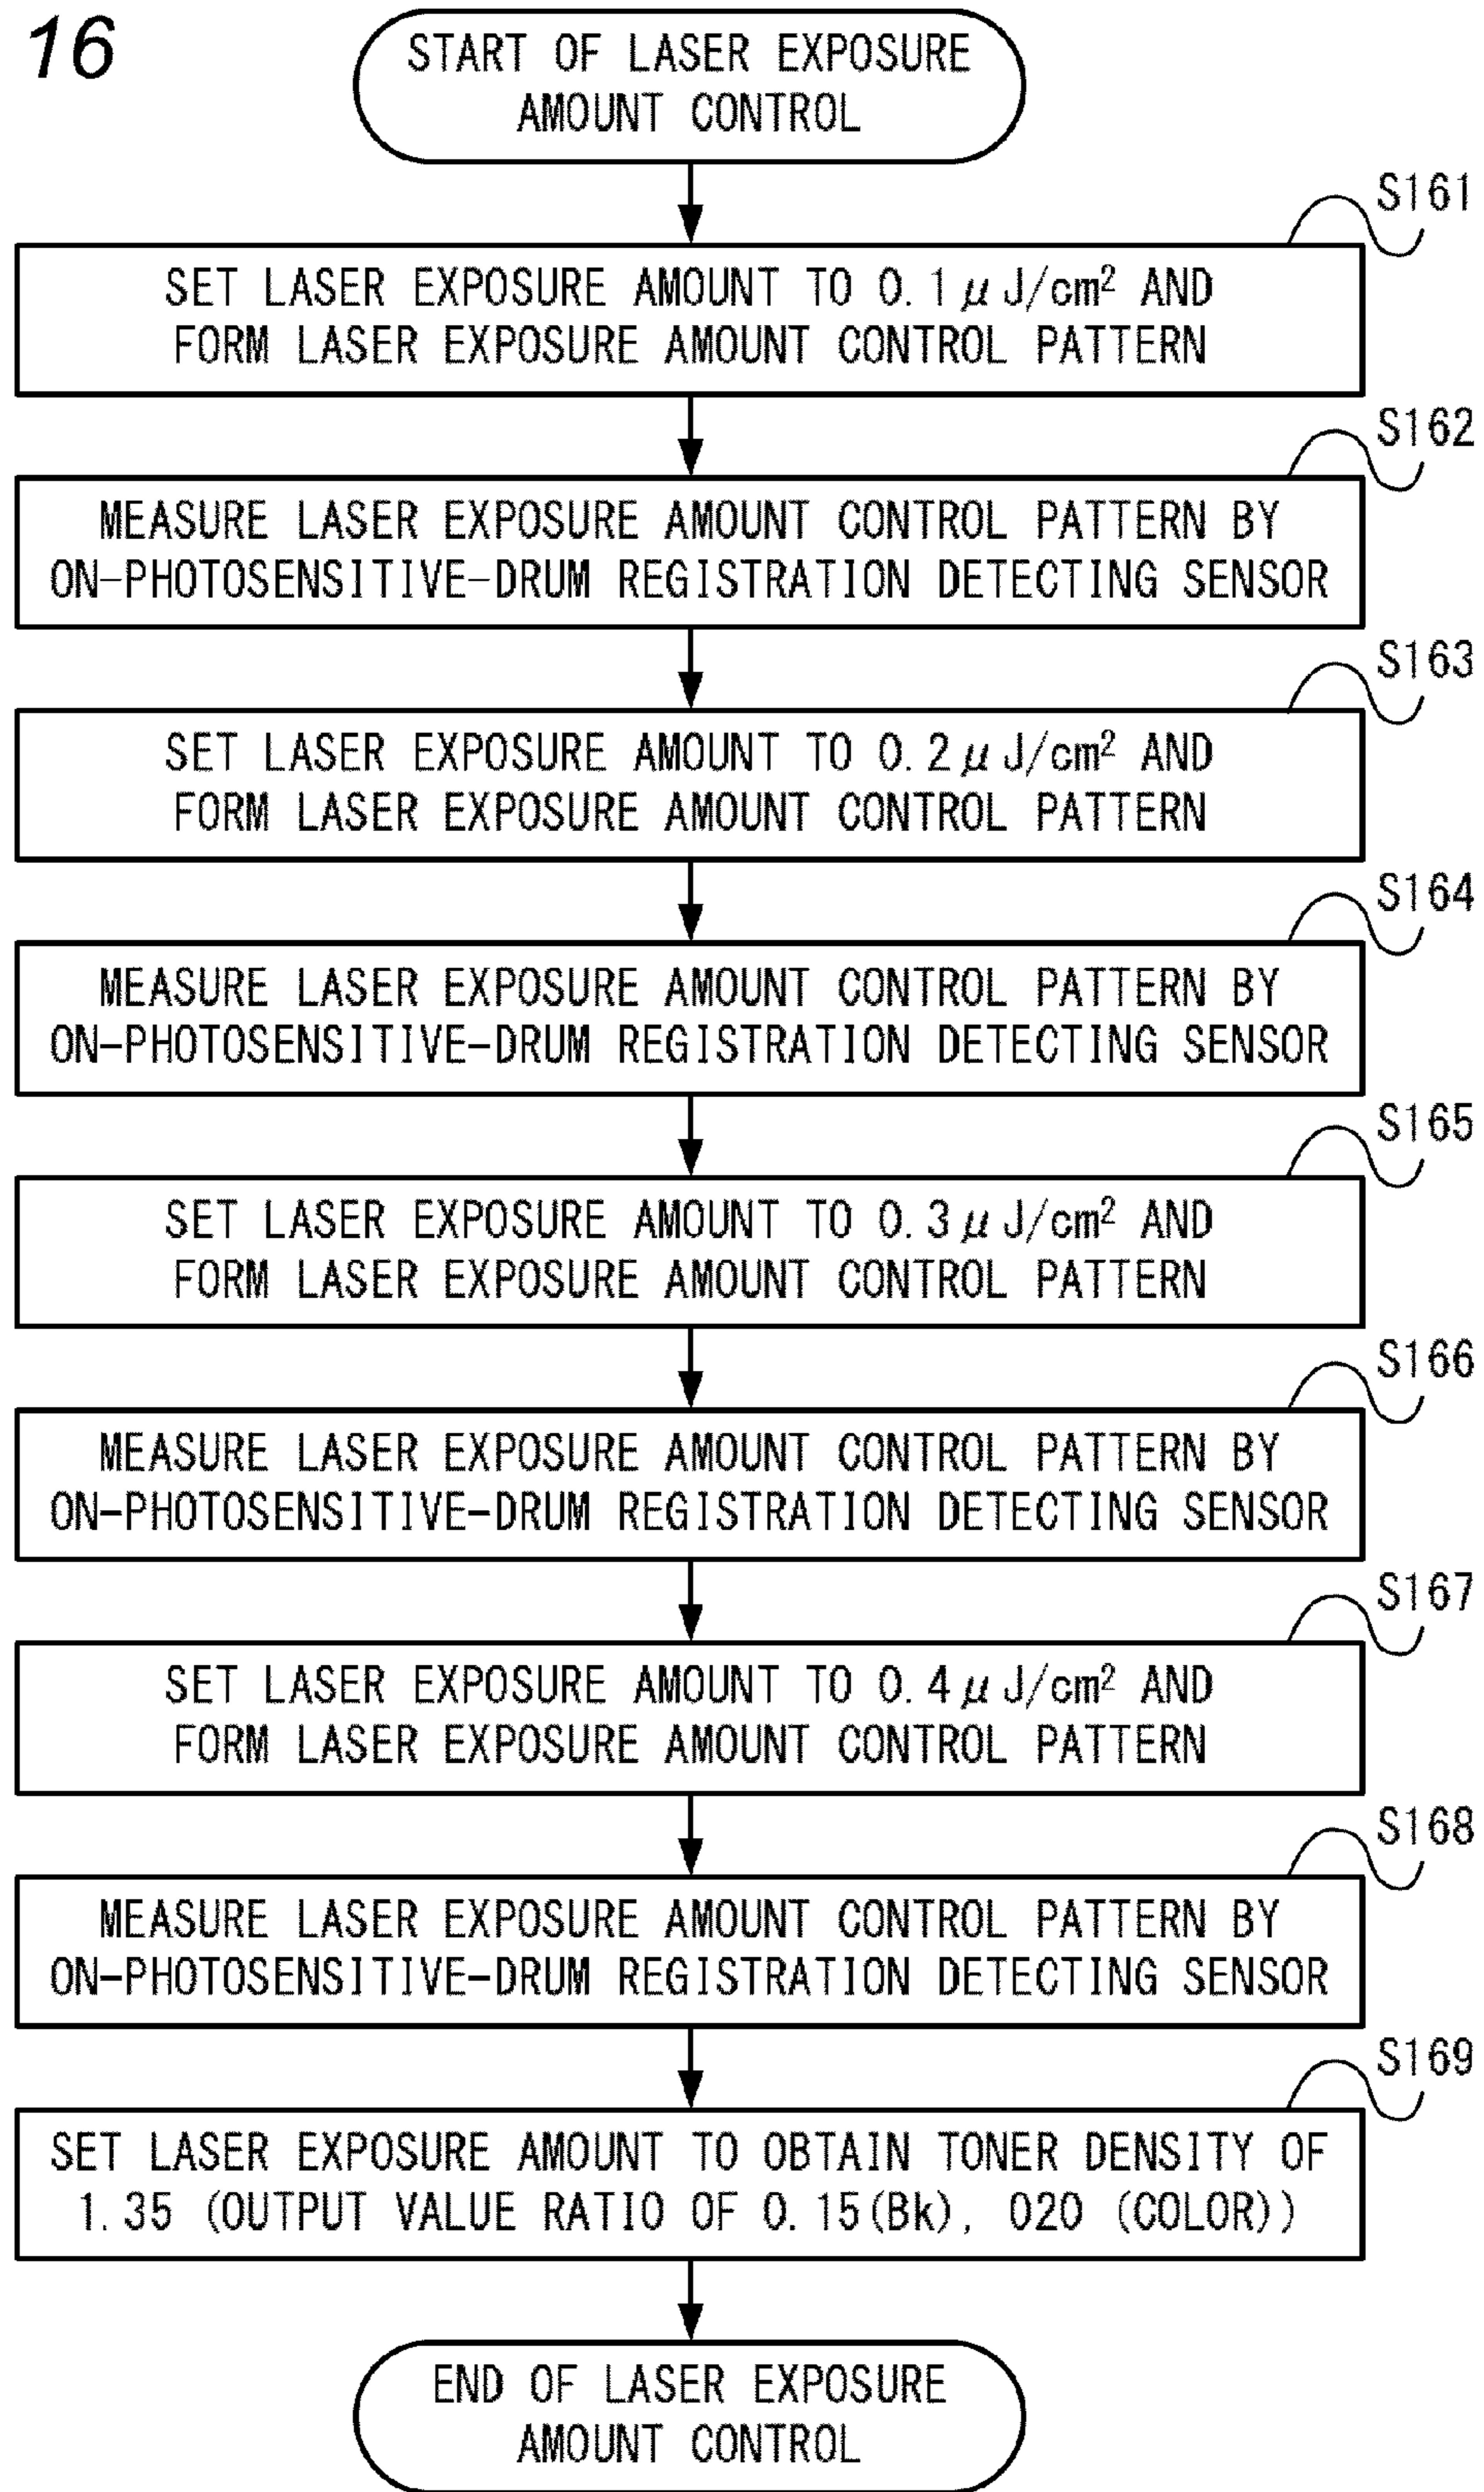 16
START OF LASER EXPOSURE
AMOUNT CONTROL
S161
SET LASER EXPOSURE AMOUNT TO 0.1μJ/cm² AND
FORM LASER EXPOSURE AMOUNT CONTROL PATTERN
S162
MEASURE LASER EXPOSURE AMOUNT CONTROL PATTERN BY
ON-PHOTOSENSITIVE-DRUM REGISTRATION DETECTING SENSOR
S163
SET LASER EXPOSURE AMOUNT TO 0.2μJ/cm² AND
FORM LASER EXPOSURE AMOUNT CONTROL PATTERN
S164
MEASURE LASER EXPOSURE AMOUNT CONTROL PATTERN BY
ON-PHOTOSENSITIVE-DRUM REGISTRATION DETECTING SENSOR
S165
SET LASER EXPOSURE AMOUNT TO 0.3μJ/cm² AND
FORM LASER EXPOSURE AMOUNT CONTROL PATTERN
S166
MEASURE LASER EXPOSURE AMOUNT CONTROL PATTERN BY
ON-PHOTOSENSITIVE-DRUM REGISTRATION DETECTING SENSOR
S167
SET LASER EXPOSURE AMOUNT TO 0.4μJ/cm² AND
FORM LASER EXPOSURE AMOUNT CONTROL PATTERN
S168
MEASURE LASER EXPOSURE AMOUNT CONTROL PATTERN BY
ON-PHOTOSENSITIVE-DRUM REGISTRATION DETECTING SENSOR
S169
SET LASER EXPOSURE AMOUNT TO OBTAIN TONER DENSITY OF
1.35 (OUTPUT VALUE RATIO OF 0.15(Bk), 020 (COLOR))
END OF LASER EXPOSURE
AMOUNT CONTROL